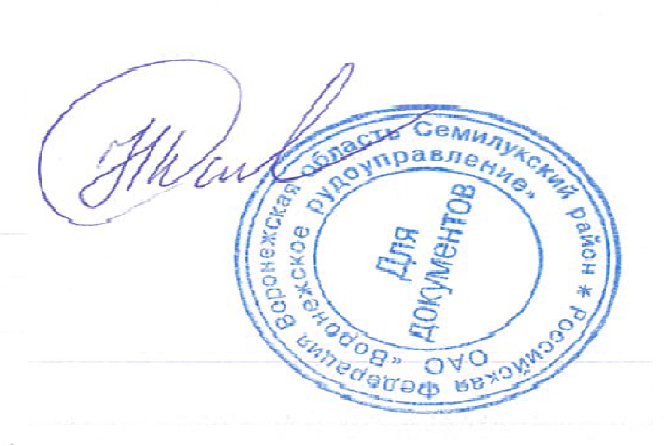 Российская Федерация Воронежская область Семилукский район *
ОАО "Воронежское рудоуправление"
Для
документов